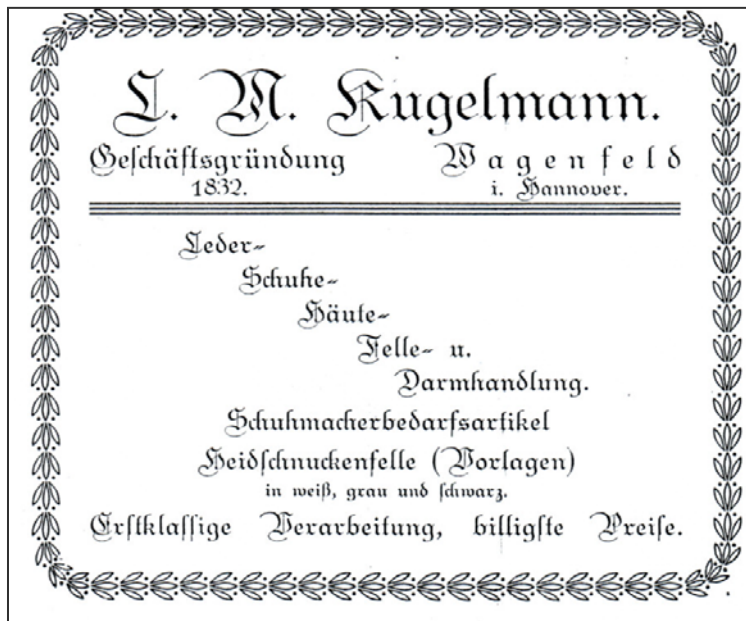 L. M. Kugelmann.
Geschäftsgründung Wagenfeld
1832. i. Hannover.
Leder-
Schuhe-
Häute-
Felle- u.
Darmhandlung.
Schuhmacherbedarfsartikel
Heidschnuckenfelle (Vorlagen)
in weiß, grau und schwarz.
Erstklassige Verarbeitung, billigste Preise.